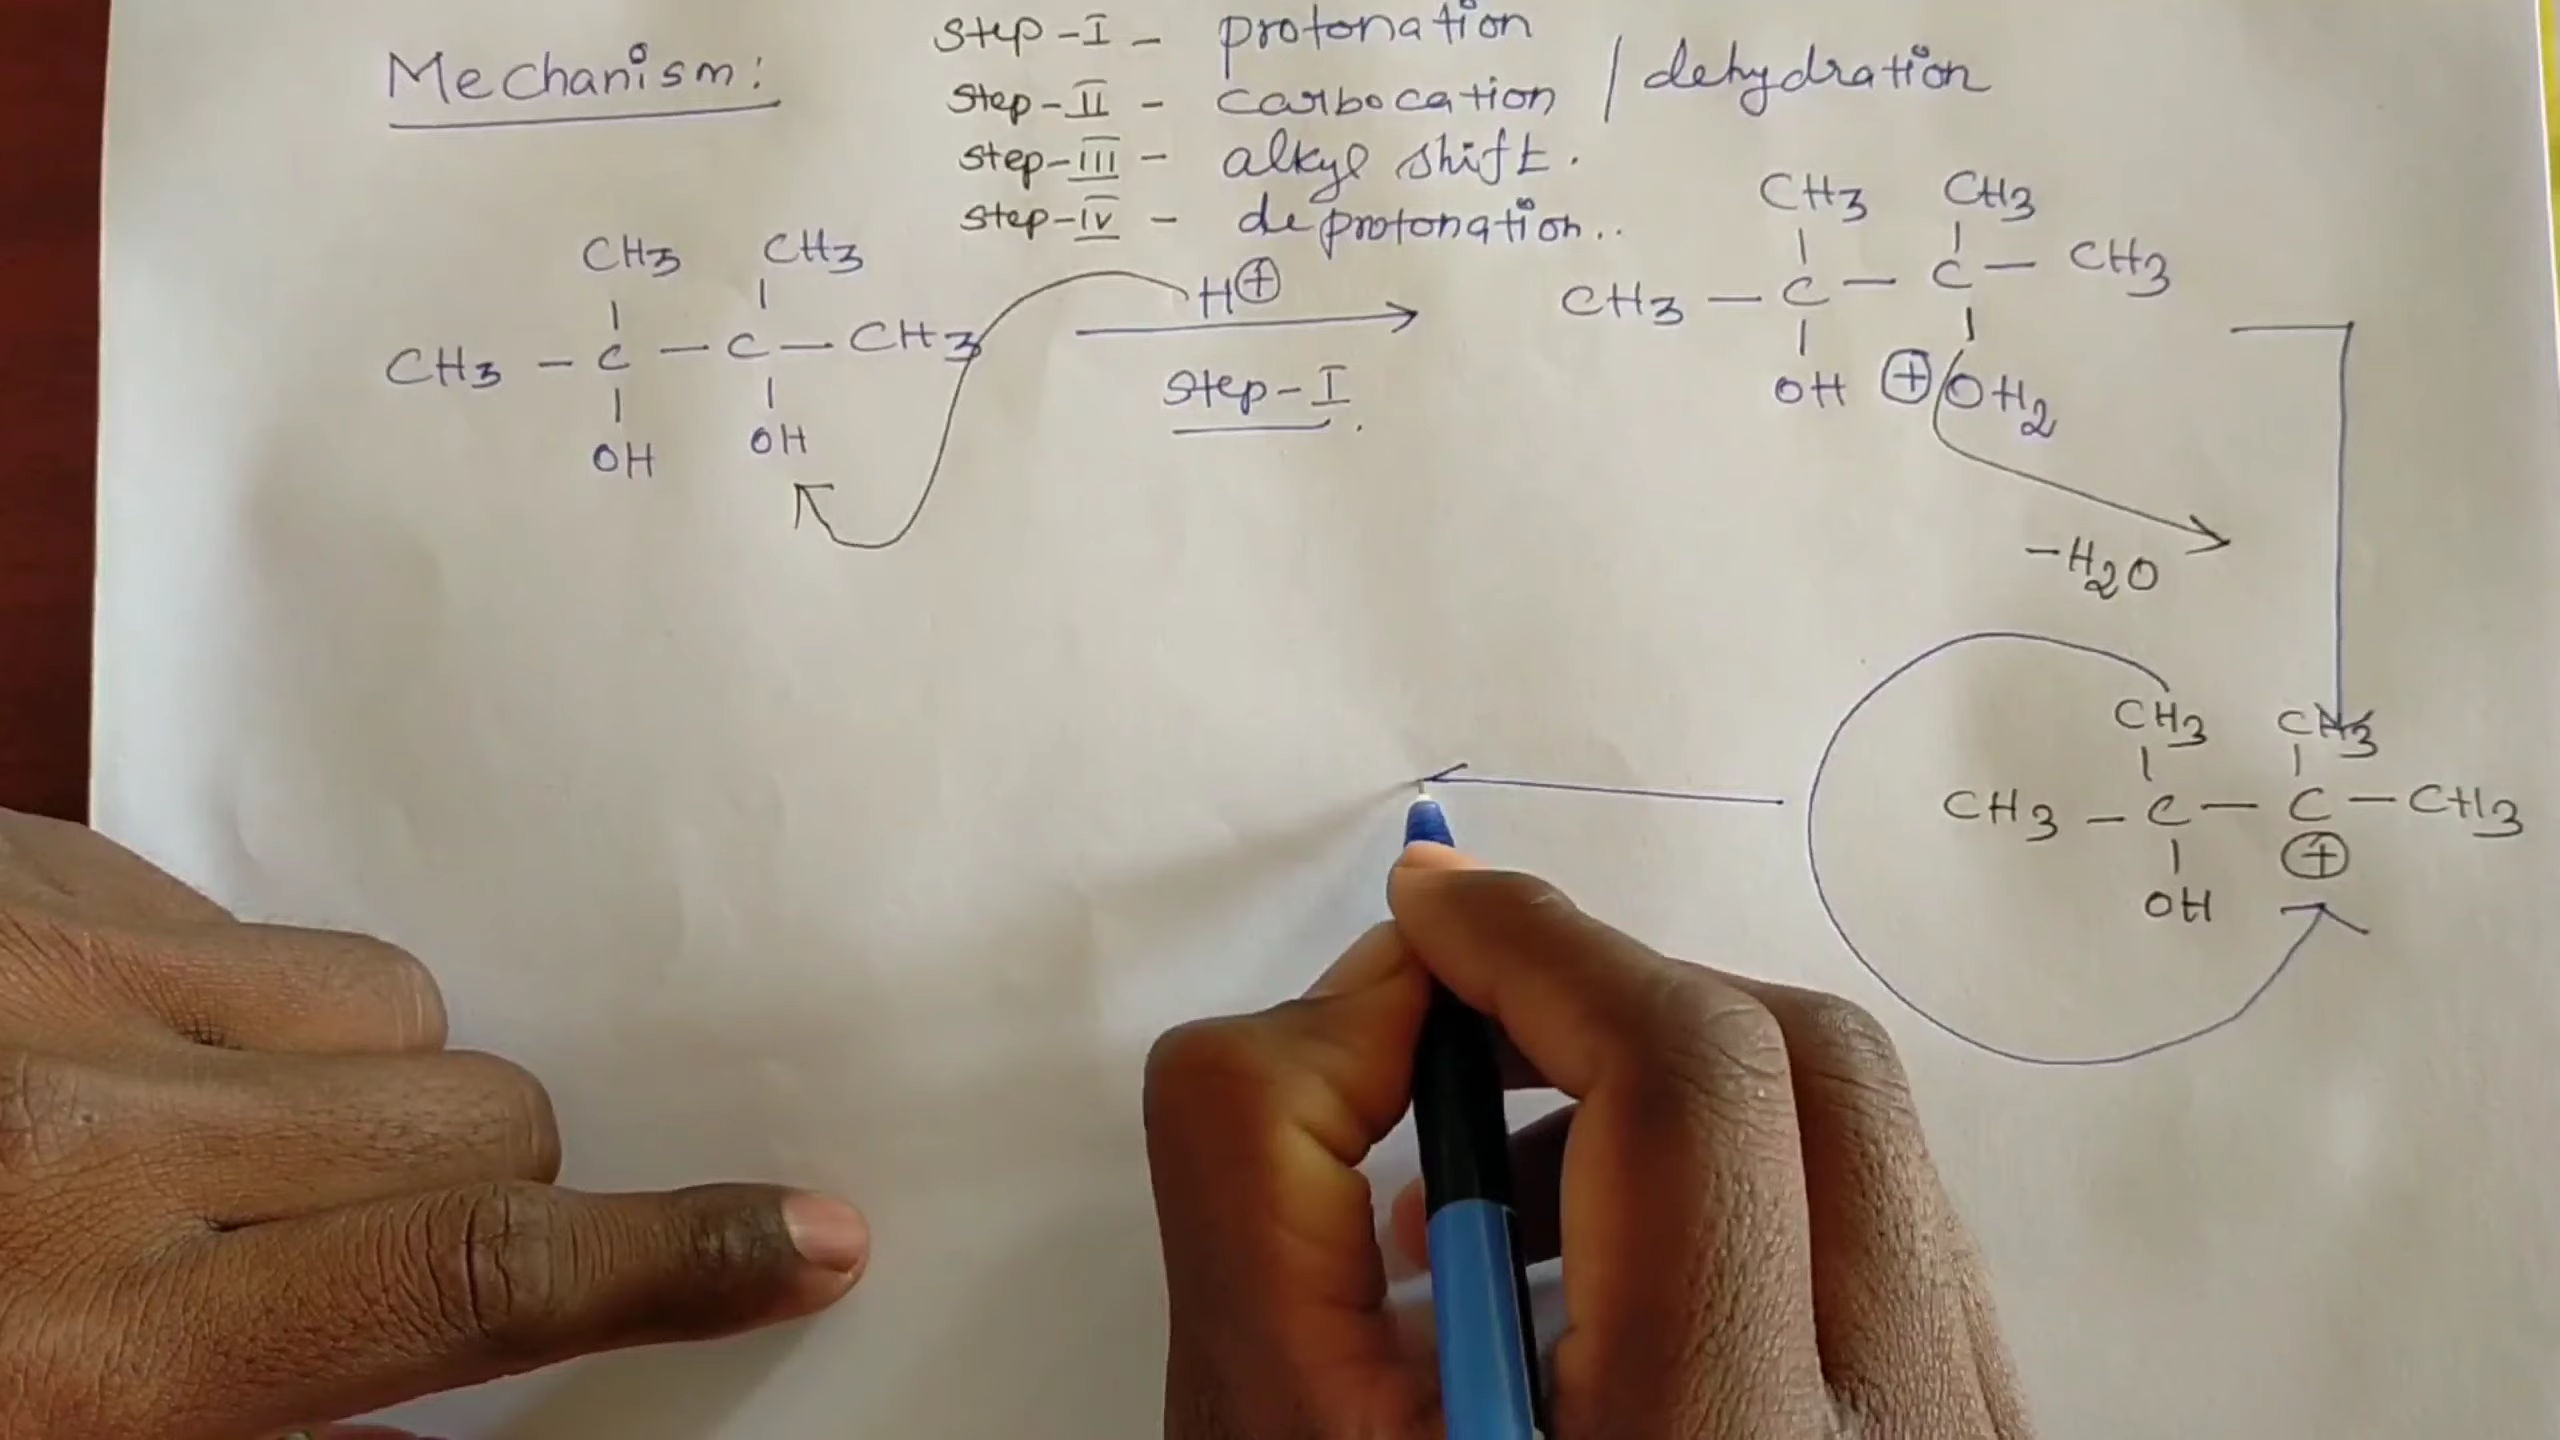 Mechanism:
Step-I - protonation
Step-II - carbocation / dehydration
Step-III - alkyl shift.
Step-IV - deprotonation..
CH3 CH3
CH3 - C - C - CH3
OH OH
H⊕
Step-I.
CH3 CH3
CH3 - C - C - CH3
OH ⊕OH2
-H2O
CH3 CH3
CH3 - C - C - CH3
⊕
OH